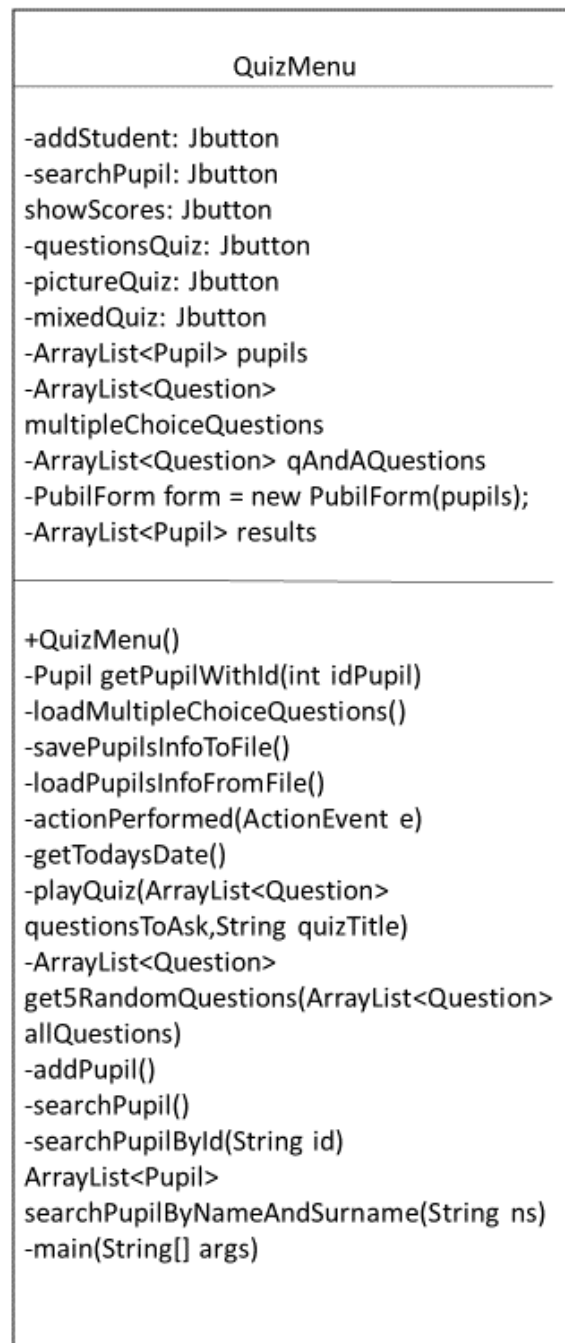 QuizMenu
-addStudent: Jbutton
-searchPupil: Jbutton
showScores: Jbutton
-questionsQuiz: Jbutton
-pictureQuiz: Jbutton
-mixedQuiz: Jbutton
-ArrayList<Pupil> pupils
-ArrayList<Question>
multipleChoiceQuestions
-ArrayList<Question> qAndAQuestions
-PubilForm form = new PubilForm(pupils);
-ArrayList<Pupil> results
+QuizMenu()
-Pupil getPupilWithId(int idPupil)
-loadMultipleChoiceQuestions()
-savePupilsInfoToFile()
-loadPupilsInfoFromFile()
-actionPerformed(ActionEvent e)
-getTodaysDate()
-playQuiz(ArrayList<Question>
questionsToAsk,String quizTitle)
-ArrayList<Question>
get5RandomQuestions(ArrayList<Question>
allQuestions)
-addPupil()
-searchPupil()
-searchPupilById(String id)
ArrayList<Pupil>
searchPupilByNameAndSurname(String ns)
-main(String[] args)